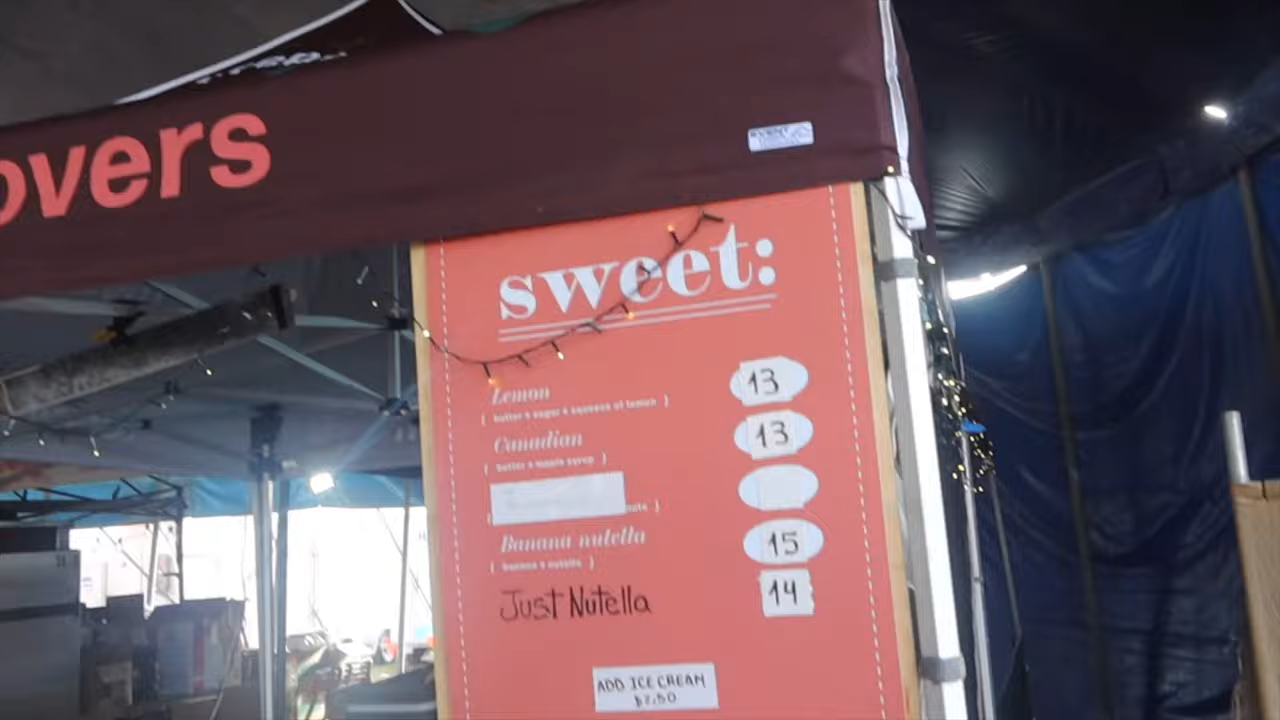 overs
sweet:
Lemon 13
( butter + sugar + squeeze of lemon )
Canadian 13
( butter + maple syrup )
Banana nutella 15
( banana + nutella )
Just Nutella 14
ADD ICE CREAM
$2.50